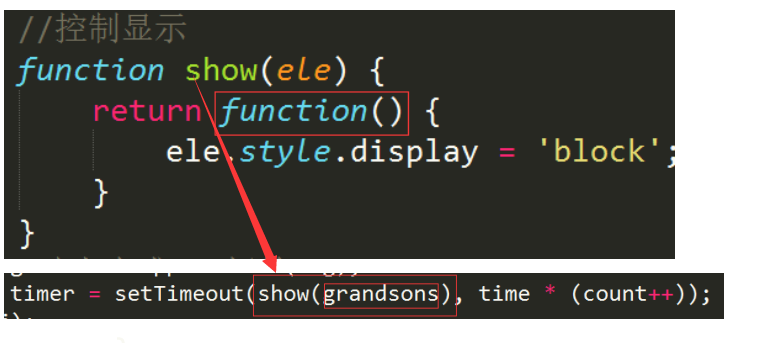 //控制显示
function show(ele) {
return function() {
ele.style.display = 'block';
}
}
timer = setTimeout(show(grandsons), time * (count++));